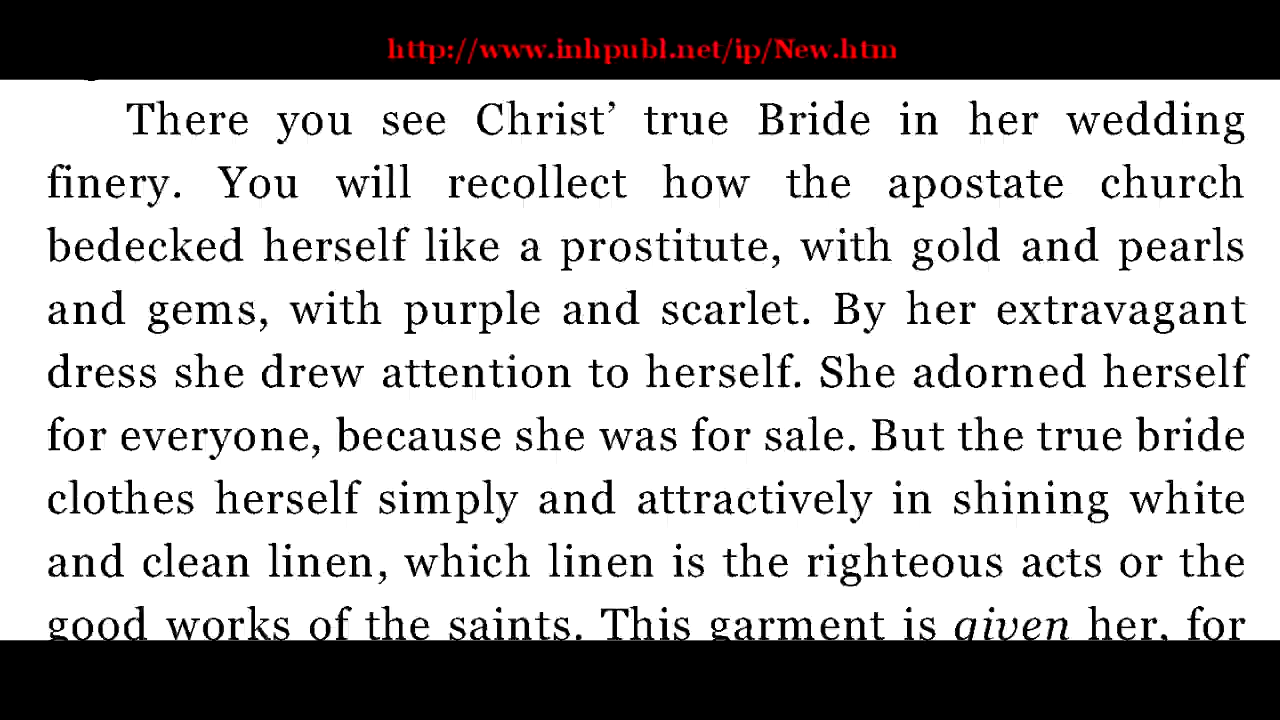 http://www.inhpubl.net/ip/New.htm
There you see Christ’ true Bride in her wedding
finery. You will recollect how the apostate church
bedecked herself like a prostitute, with gold and pearls
and gems, with purple and scarlet. By her extravagant
dress she drew attention to herself. She adorned herself
for everyone, because she was for sale. But the true bride
clothes herself simply and attractively in shining white
and clean linen, which linen is the righteous acts or the
good works of the saints. This garment is given her, for